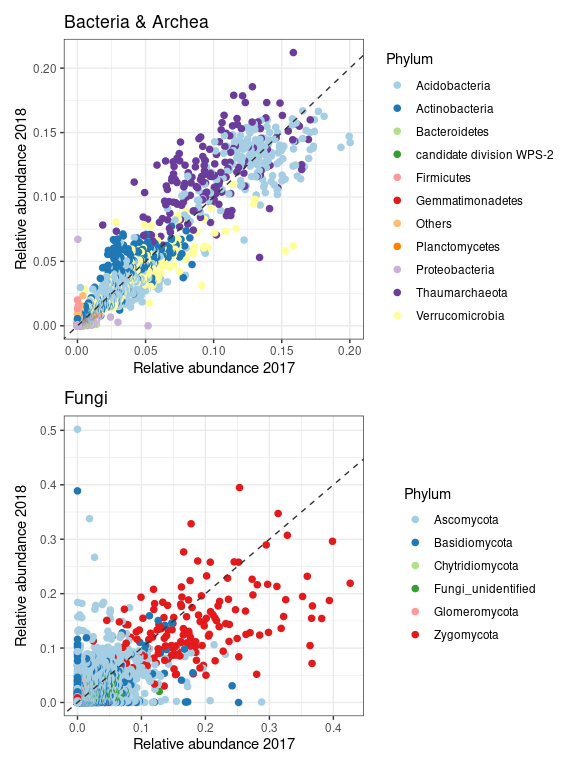 Bacteria & Archea
Relative abundance 2018
0.20
0.15
0.10
0.05
0.00
0.00 0.05 0.10 0.15 0.20
Relative abundance 2017
Phylum
Acidobacteria
Actinobacteria
Bacteroidetes
candidate division WPS-2
Firmicutes
Gemmatimonadetes
Others
Planctomycetes
Proteobacteria
Thaumarchaeota
Verrucomicrobia
Fungi
Relative abundance 2018
0.5
0.4
0.3
0.2
0.1
0.0
0.0 0.1 0.2 0.3 0.4
Relative abundance 2017
Phylum
Ascomycota
Basidiomycota
Chytridiomycota
Fungi_unidentified
Glomeromycota
Zygomycota